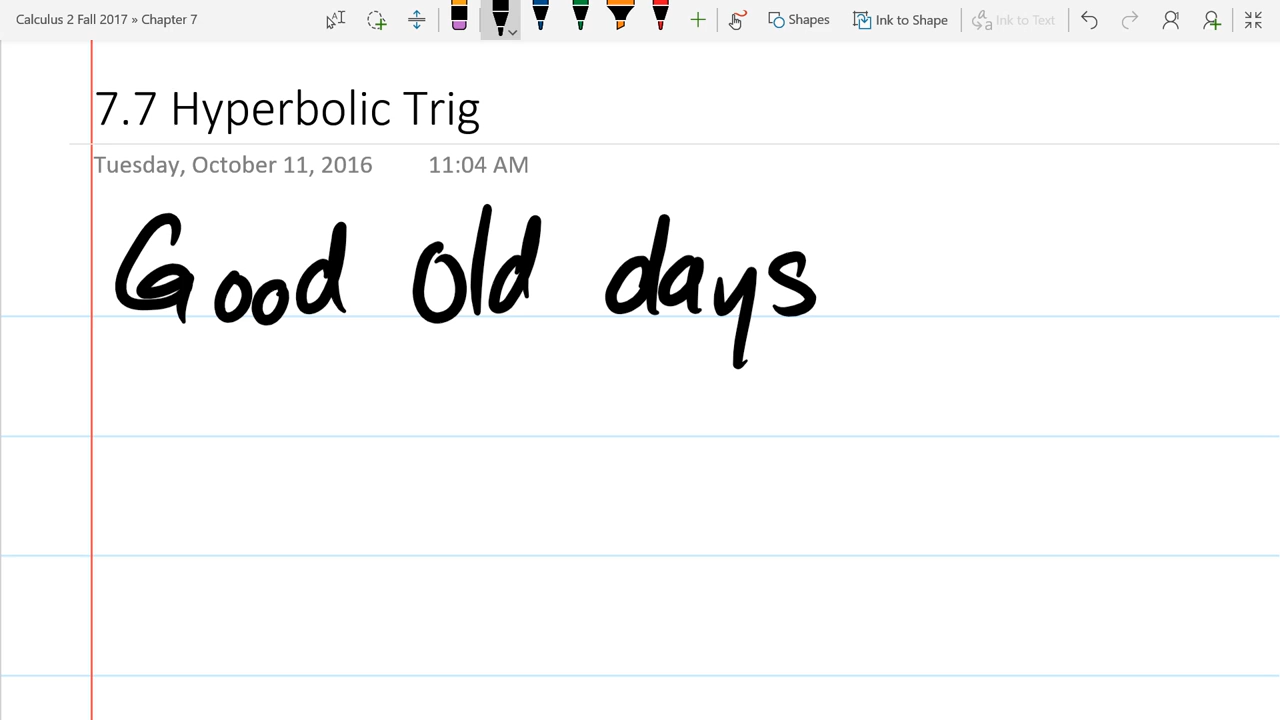 Calculus 2 Fall 2017 » Chapter 7
Shapes
Ink to Shape
Ink to Text
7.7 Hyperbolic Trig
Tuesday, October 11, 2016 11:04 AM
Good old days